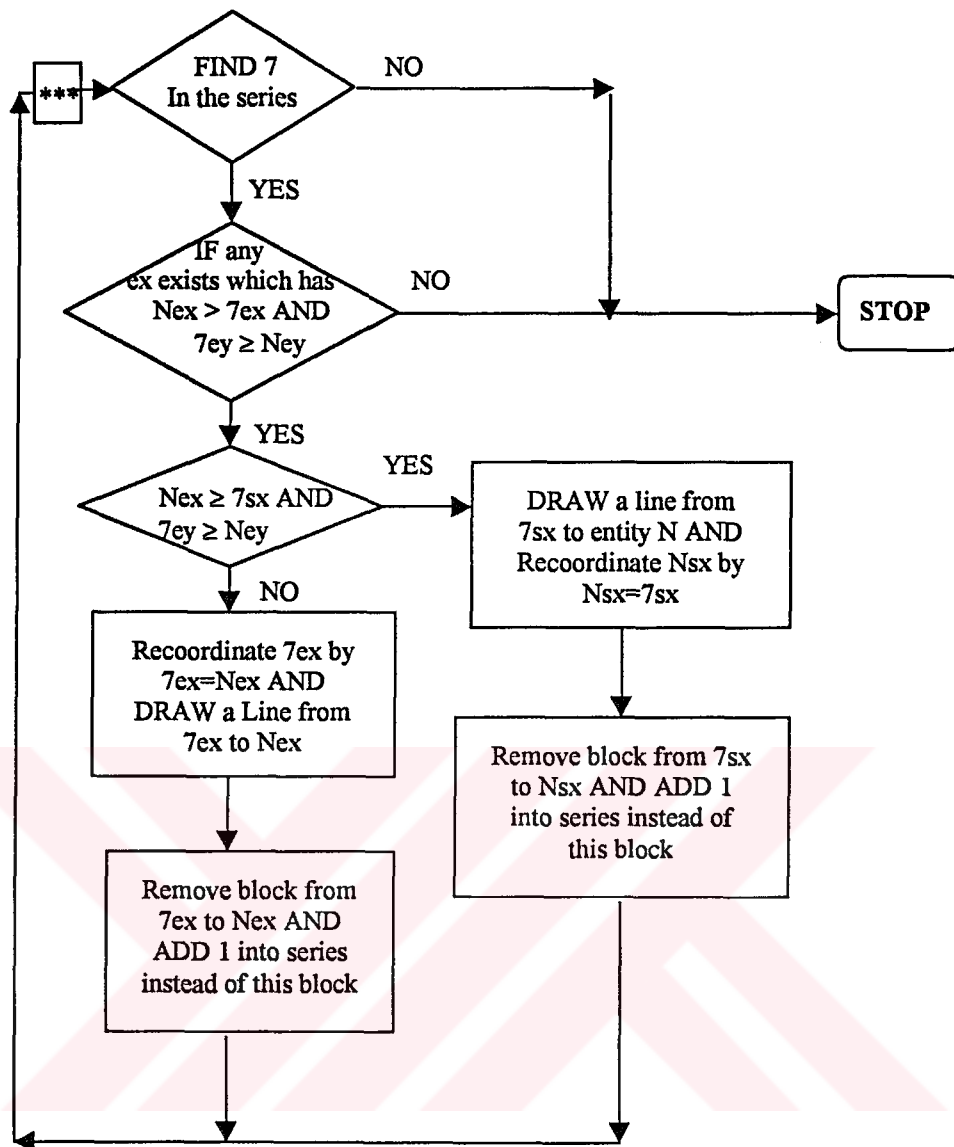 ***
FIND 7
In the series
NO
YES
IF any
ex exists which has
Nex > 7ex AND
7ey ≥ Ney
NO
STOP
YES
Nex ≥ 7sx AND
7ey ≥ Ney
YES
DRAW a line from
7sx to entity N AND
Recoordinate Nsx by
Nsx=7sx
NO
Recoordinate 7ex by
7ex=Nex AND
DRAW a Line from
7ex to Nex
Remove block from 7sx
to Nsx AND ADD 1
into series instead of
this block
Remove block from
7ex to Nex AND
ADD 1 into series
instead of this block